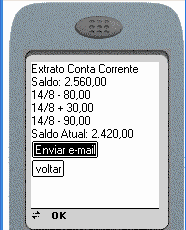 Extrato Conta Corrente
Saldo: 2.560,00
14/8 - 80,00
14/8 + 30,00
14/8 - 90,00
Saldo Atual: 2.420,00
Enviar e-mail
voltar
OK